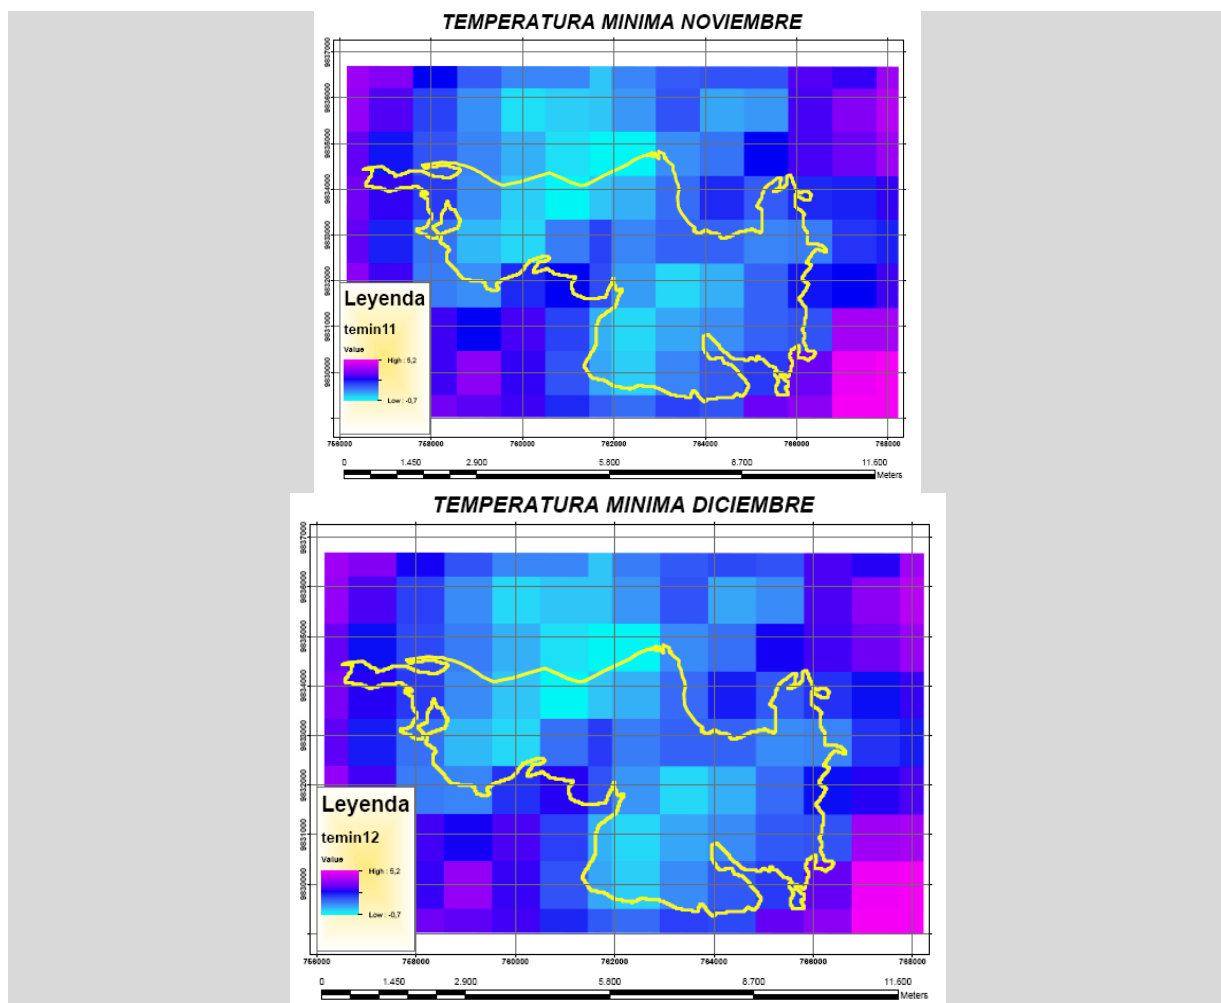 TEMPERATURA MINIMA NOVIEMBRE
9837000
9836000
9835000
9834000
9833000
9832000
9831000
9830000
Leyenda
temin11
Value
High : 5,2
Low : -0,7
756000 758000 760000 762000 764000 766000 768000
0 1.450 2.900 5.800 8.700 11.600
Meters
TEMPERATURA MINIMA DICIEMBRE
9837000
9836000
9835000
9834000
9833000
9832000
9831000
9830000
Leyenda
temin12
Value
High : 5,2
Low : -0,7
756000 758000 760000 762000 764000 766000 768000
0 1.450 2.900 5.800 8.700 11.600
Meters